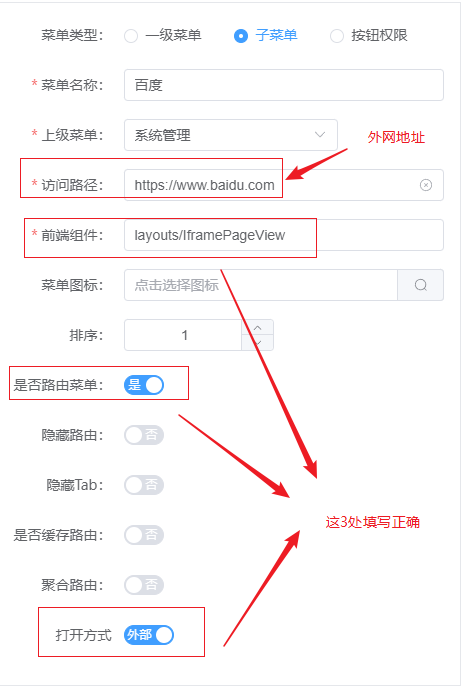 菜单类型： 一级菜单 子菜单 按钮权限
* 菜单名称： 百度
* 上级菜单： 系统管理
外网地址
* 访问路径： https://www.baidu.com
* 前端组件： layouts/IframePageView
菜单图标： 点击选择图标
排序： 1
是否路由菜单： 是
隐藏路由： 否
隐藏Tab： 否
这3处填写正确
是否缓存路由： 否
聚合路由： 否
打开方式 外部